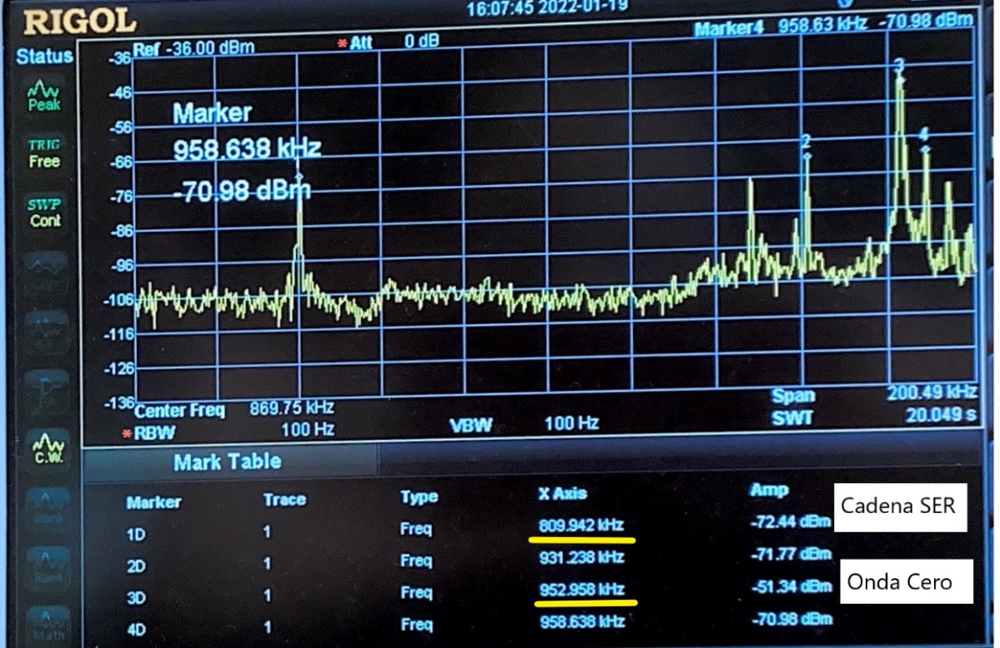 RIGOL
16:07:45 2022-01-19
Status
Ref -36.00 dBm *Att 0 dB Marker4 958.63 kHz -70.98 dBm
-36
-46
-56
-66
-76
-86
-96
-106
-116
-126
-136
Peak
TRIG
Free
SWP
Cont
PA
C.W.
Blank
Blank
Math
Marker
958.638 kHz
-70.98 dBm
2
3
4
Center Freq 869.75 kHz Span 200.49 kHz
*RBW 100 Hz VBW 100 Hz SWT 20.049 s
Mark Table
Marker Trace Type X Axis Amp
1D 1 Freq 809.942 kHz -72.44 dBm Cadena SER
2D 1 Freq 931.238 kHz -71.77 dBm
3D 1 Freq 952.958 kHz -51.34 dBm Onda Cero
4D 1 Freq 958.638 kHz -70.98 dBm